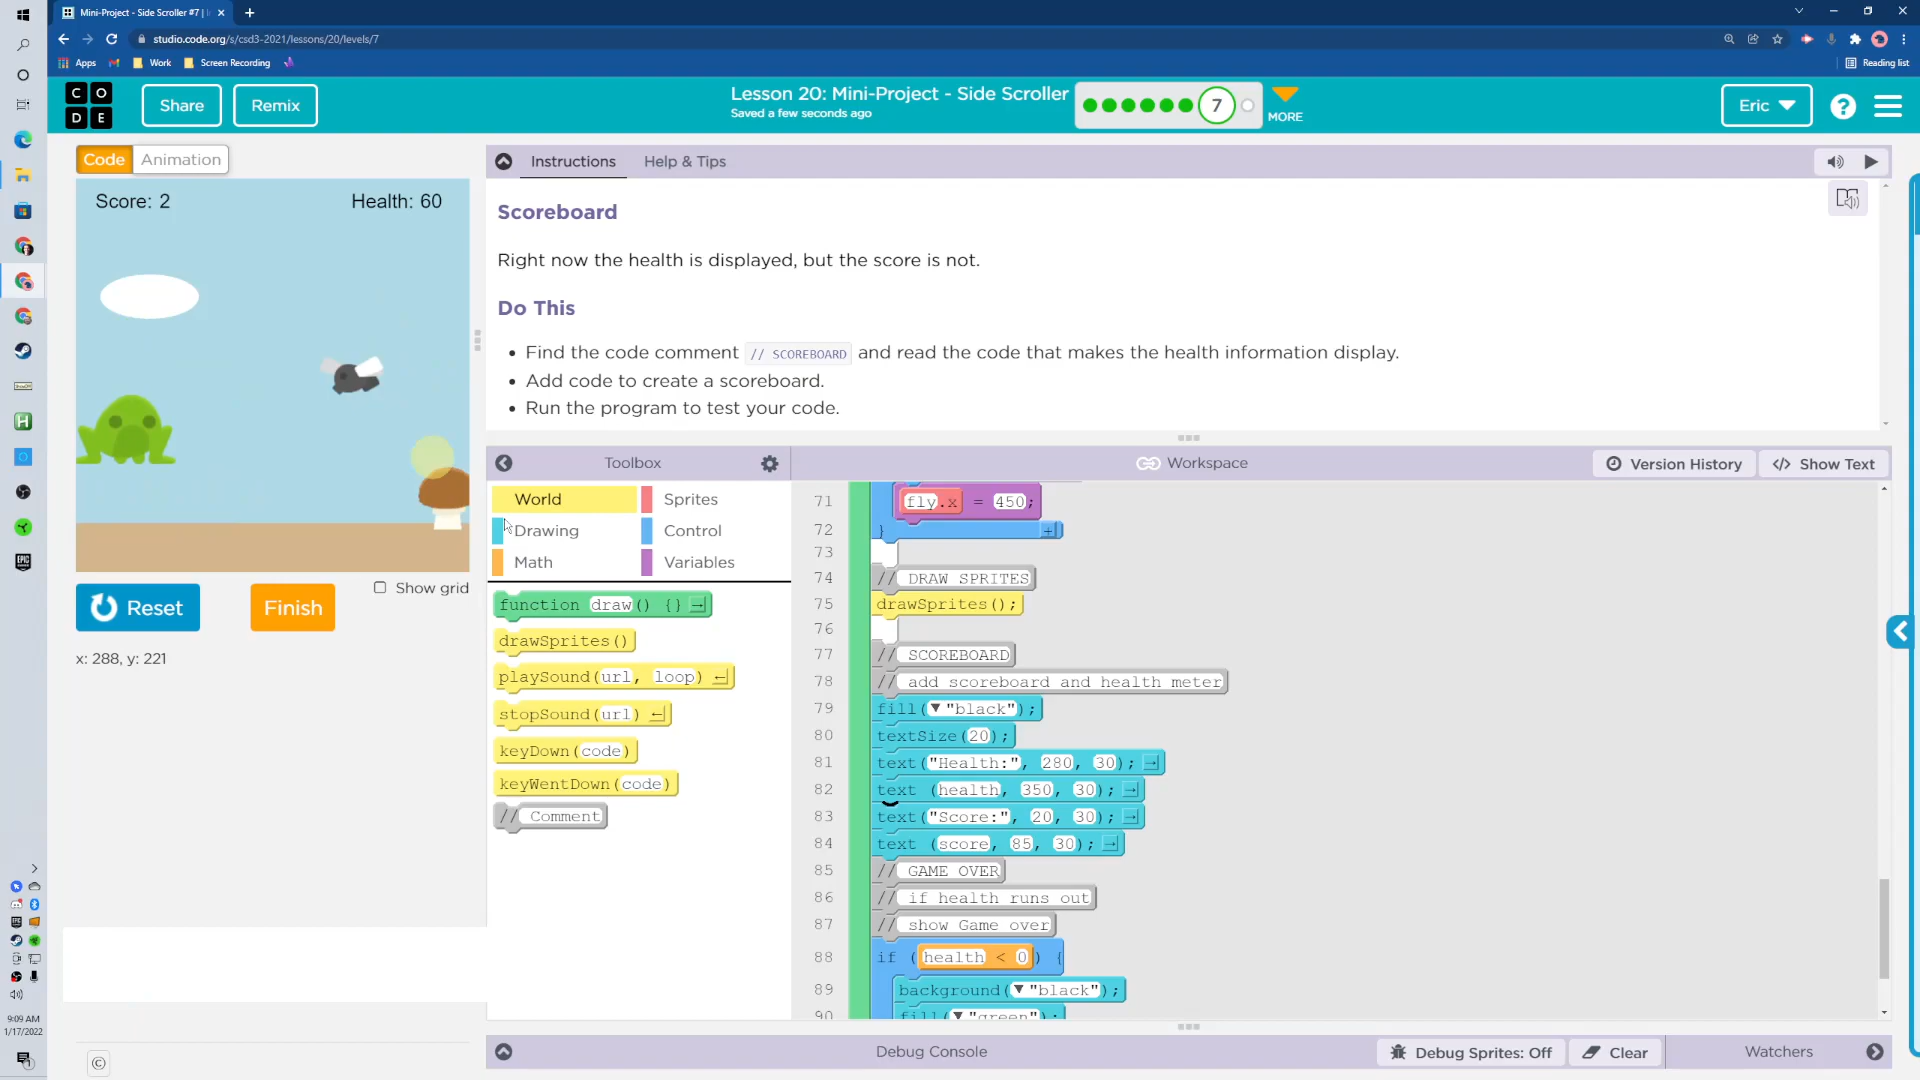 Mini-Project - Side Scroller #7 |
studio.code.org/s/csd3-2021/lessons/20/levels/7
Apps
Work
Screen Recording
Reading list
C O
D E
Share
Remix
Lesson 20: Mini-Project - Side Scroller
Saved a few seconds ago
7
MORE
Eric
?
Code
Animation
Instructions
Help & Tips
Score: 2
Health: 60
Scoreboard
Right now the health is displayed, but the score is not.
Do This
Find the code comment // SCOREBOARD and read the code that makes the health information display.
Add code to create a scoreboard.
Run the program to test your code.
Reset
Finish
Show grid
x: 288, y: 221
Toolbox
Workspace
Version History
Show Text
World
Sprites
Drawing
Control
Math
Variables
function draw() {}
drawSprites()
playSound(url, loop)
stopSound(url)
keyDown(code)
keyWentDown(code)
// Comment
71 fly.x = 450;
72 }
73
74 // DRAW SPRITES
75 drawSprites();
76
77 // SCOREBOARD
78 // add scoreboard and health meter
79 fill("black");
80 textSize(20);
81 text("Health:", 280, 30);
82 text (health, 350, 30);
83 text("Score:", 20, 30);
84 text (score, 85, 30);
85 // GAME OVER
86 // if health runs out
87 // show Game over
88 if (health < 0) {
89 background("black");
90 fill("green");
Debug Console
Debug Sprites: Off
Clear
Watchers
9:09 AM
1/17/2022
©